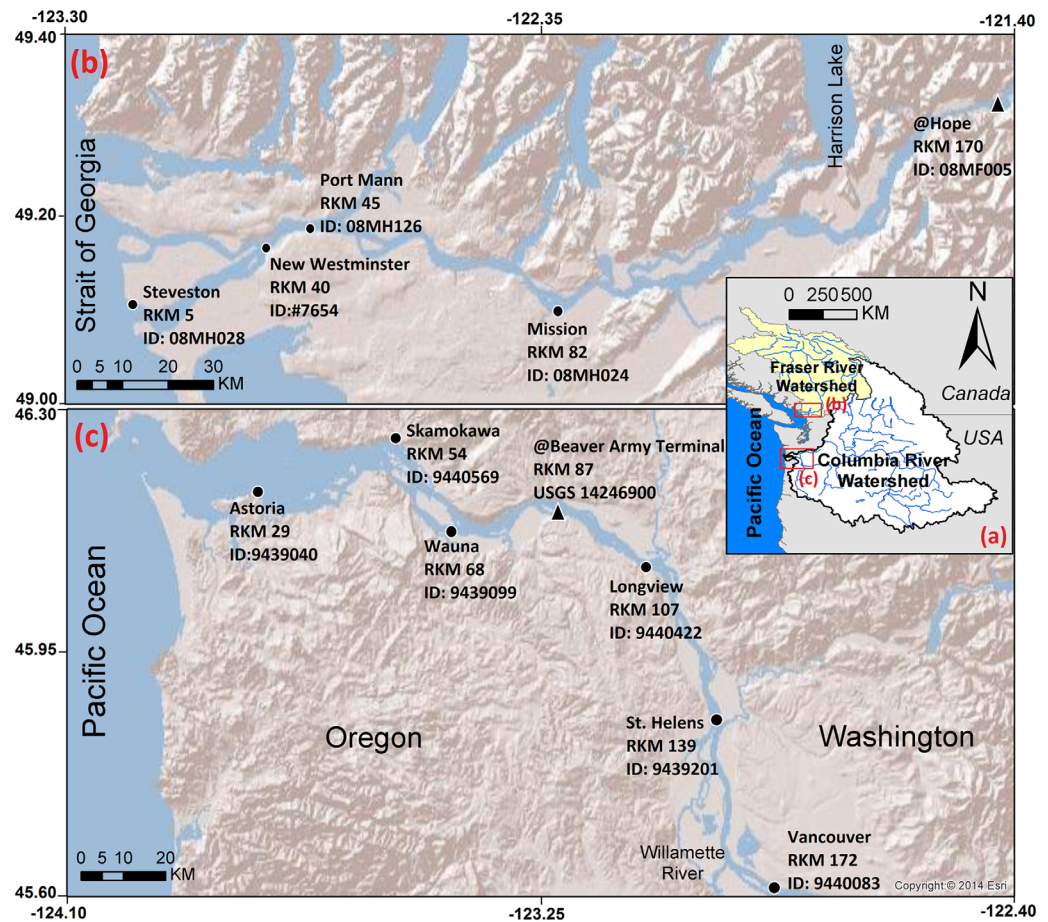 -123.30
-122.35
-121.40
49.40
(b)
Harrison Lake
@Hope
RKM 170
ID: 08MF005
Strait of Georgia
Port Mann
RKM 45
ID: 08MH126
49.20
New Westminster
RKM 40
ID:#7654
Steveston
RKM 5
ID: 08MH028
Mission
RKM 82
ID: 08MH024
0 5 10 20 30
KM
49.00
0 250500
KM
N
Fraser River
Watershed
(b)
Canada
USA
Pacific Ocean
Columbia River
Watershed
(c)
(a)
46.30
(c)
Skamokawa
RKM 54
ID: 9440569
@Beaver Army Terminal
RKM 87
USGS 14246900
Astoria
RKM 29
ID:9439040
Wauna
RKM 68
ID: 9439099
Longview
RKM 107
ID: 9440422
Pacific Ocean
45.95
St. Helens
RKM 139
ID: 9439201
Oregon
Washington
Vancouver
RKM 172
ID: 9440083
Willamette
River
0 5 10 20
KM
Copyright:© 2014 Esri
45.60
-124.10
-123.25
-122.40